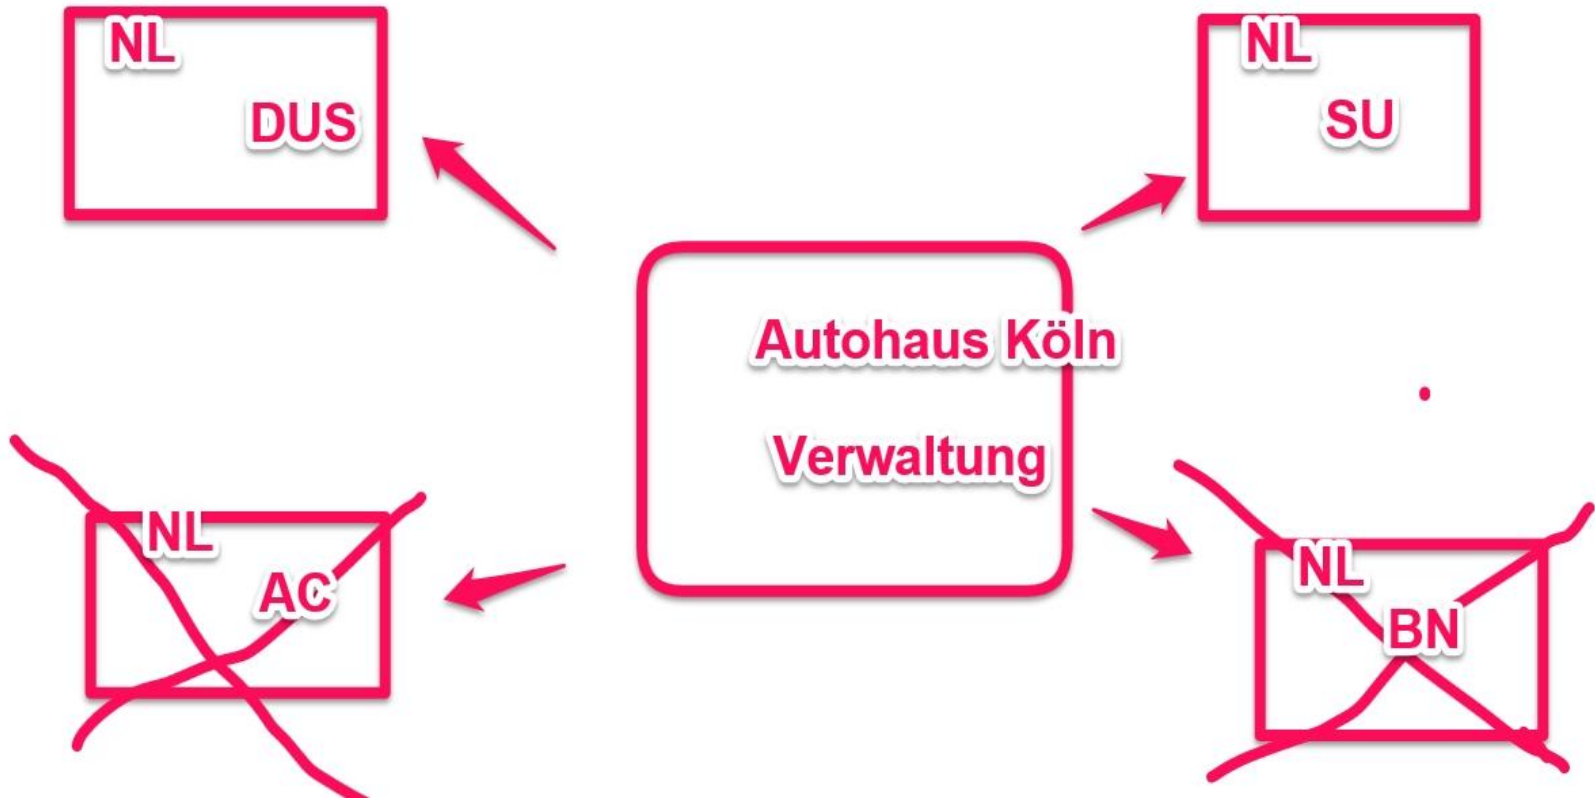 NL
DUS
NL
SU
Autohaus Köln
Verwaltung
NL
AC
NL
BN